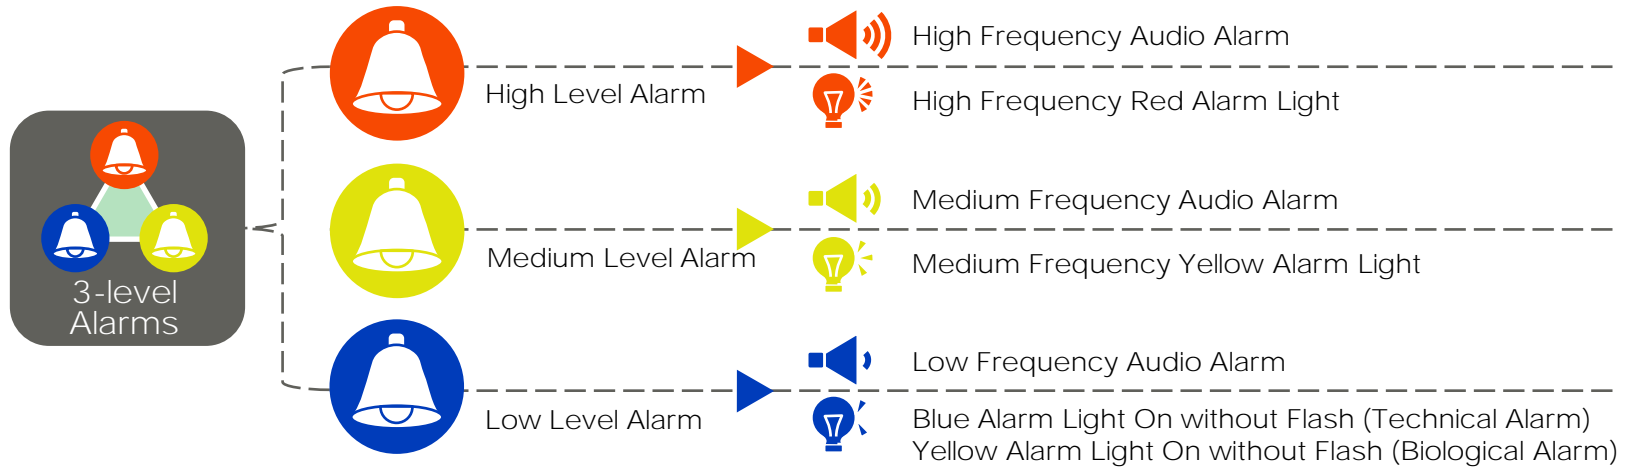 3-level
Alarms
High Level Alarm
High Frequency Audio Alarm
High Frequency Red Alarm Light
Medium Level Alarm
Medium Frequency Audio Alarm
Medium Frequency Yellow Alarm Light
Low Level Alarm
Low Frequency Audio Alarm
Blue Alarm Light On without Flash (Technical Alarm)
Yellow Alarm Light On without Flash (Biological Alarm)